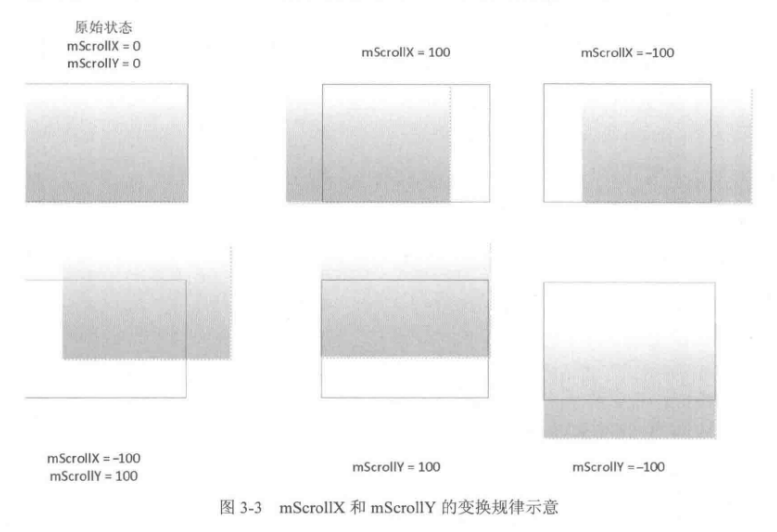 原始状态
mScrollX = 0
mScrollY = 0
mScrollX = 100
mScrollX = –100
mScrollX = –100
mScrollY = 100
mScrollY = 100
mScrollY = –100
图 3-3 mScrollX 和 mScrollY 的变换规律示意